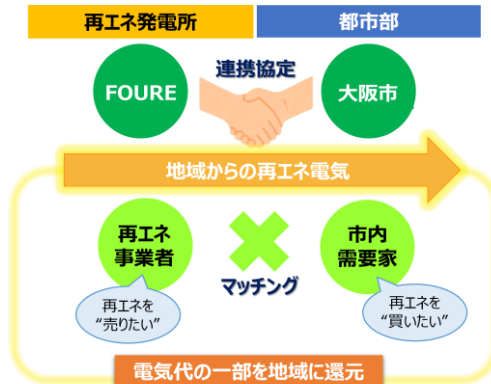 再エネ発電所
都市部
FOURE
連携協定
大阪市
地域からの再エネ電気
再エネ
事業者
マッチング
市内
需要家
再エネを
“売りたい”
再エネを
“買いたい”
電気代の一部を地域に還元